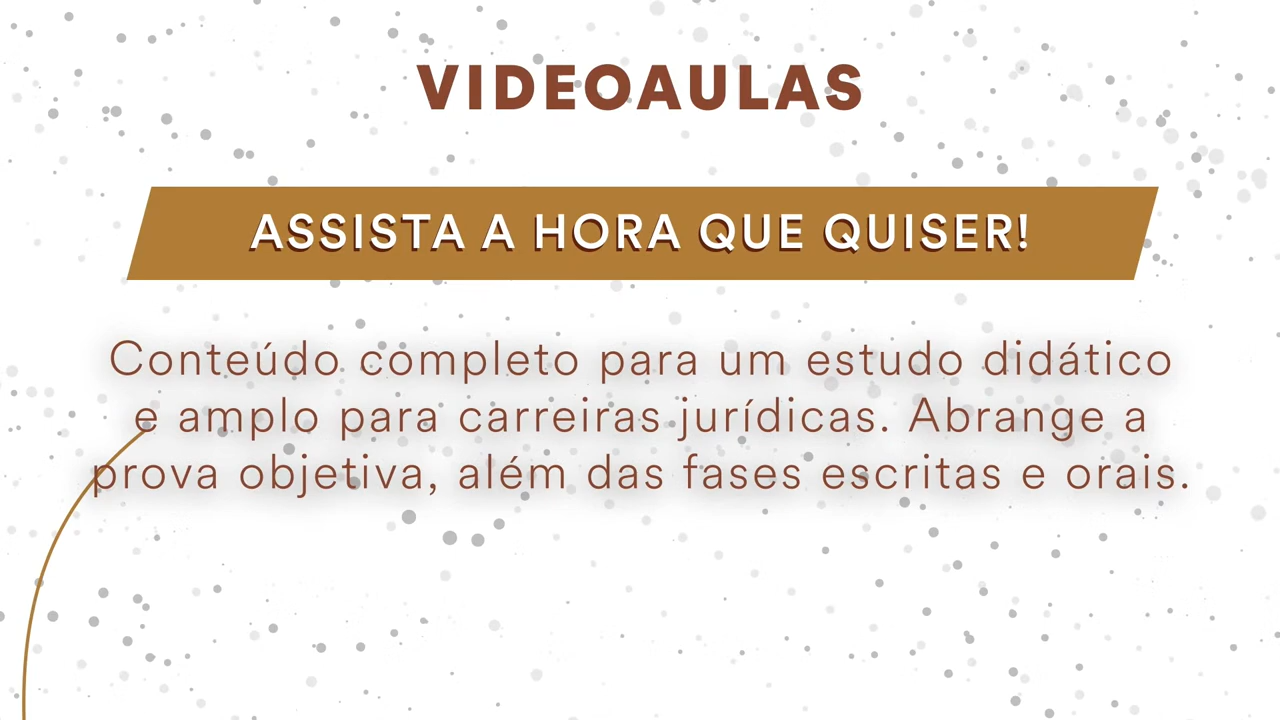 VIDEOAULAS
ASSISTA A HORA QUE QUISER!
Conteúdo completo para um estudo didático
e amplo para carreiras jurídicas. Abrange a
prova objetiva, além das fases escritas e orais.